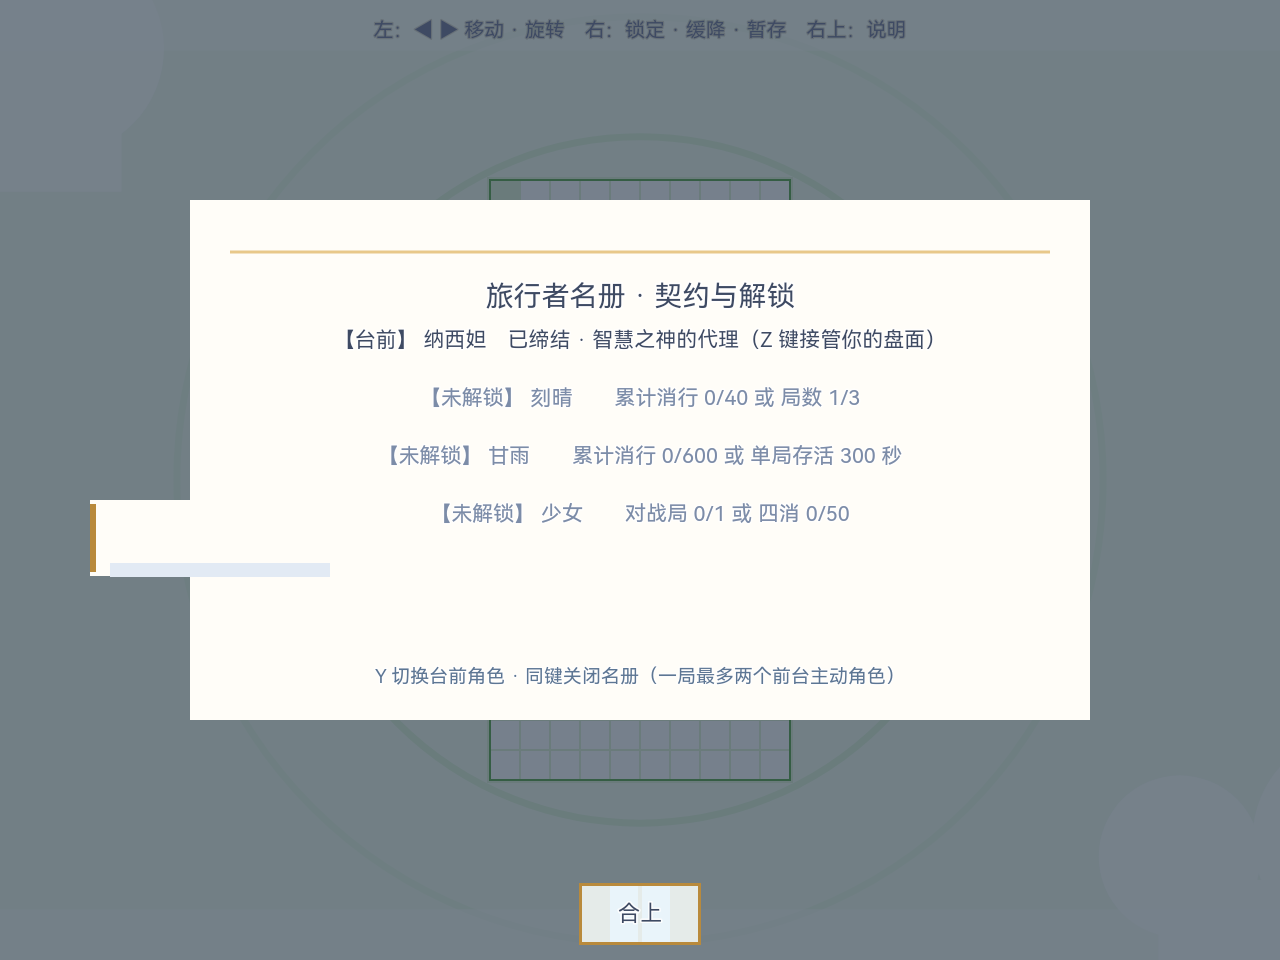 左：◀ ▶ 移动 · 旋转　右：锁定 · 缓降 · 暂存　右上：说明
旅行者名册 · 契约与解锁
【台前】 纳西妲　已缔结 · 智慧之神的代理（Z 键接管你的盘面）
【未解锁】 刻晴　　累计消行 0/40 或 局数 1/3
【未解锁】 甘雨　　累计消行 0/600 或 单局存活 300 秒
【未解锁】 少女　　对战局 0/1 或 四消 0/50
Y 切换台前角色 · 同键关闭名册（一局最多两个前台主动角色）
合上